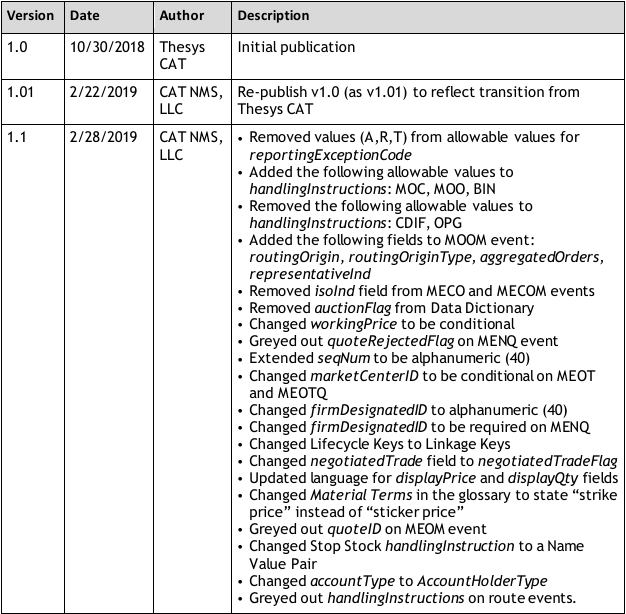 Version Date Author Description
1.0 10/30/2018 Thesys Initial publication
CAT
1.01 2/22/2019 CAT NMS, Re-publish v1.0 (as v1.01) to reflect transition from
LLC Thesys CAT
1.1 2/28/2019 CAT NMS, • Removed values (A,R,T) from allowable values for
LLC reportingExceptionCode
• Added the following allowable values to
handlingInstructions: MOC, MOO, BIN
• Removed the following allowable values to
handlingInstructions: CDIF, OPG
• Added the following fields to MOOM event:
routingOrigin, routingOriginType, aggregatedOrders,
representativeInd
• Removed isoInd field from MECO and MECOM events
• Removed auctionFlag from Data Dictionary
• Changed workingPrice to be conditional
• Greyed out quoteRejectedFlag on MENQ event
• Extended seqNum to be alphanumeric (40)
• Changed marketCenterID to be conditional on MEOT
and MEOTQ
• Changed firmDesignatedID to alphanumeric (40)
• Changed firmDesignatedID to be required on MENQ
• Changed Lifecycle Keys to Linkage Keys
• Changed negotiatedTrade field to negotiatedTradeFlag
• Updated language for displayPrice and displayQty fields
• Changed Material Terms in the glossary to state “strike
price” instead of “sticker price”
• Greyed out quoteID on MEOM event
• Changed Stop Stock handlingInstruction to a Name
Value Pair
• Changed accountType to AccountHolderType
• Greyed out handlingInstructions on route events.